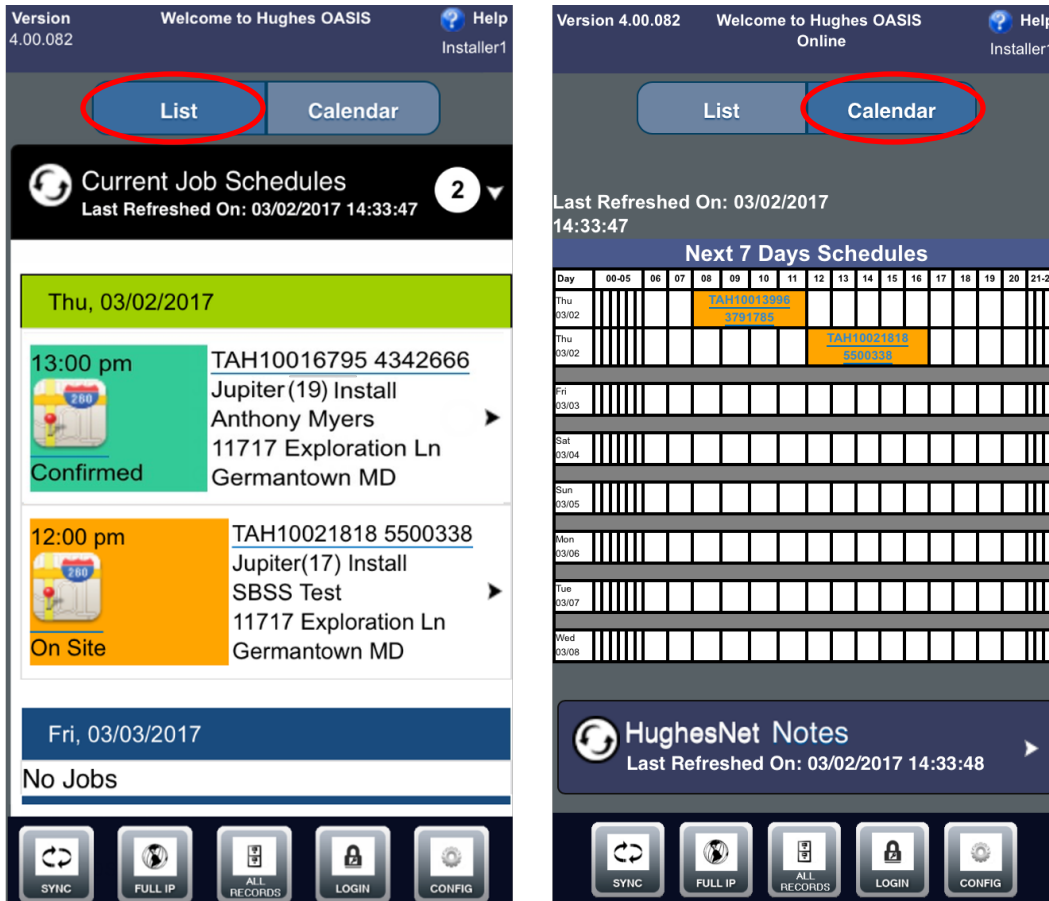 Version
4.00.082
Welcome to Hughes OASIS
Help
Installer1
List
Calendar
Current Job Schedules
Last Refreshed On: 03/02/2017 14:33:47
2
Thu, 03/02/2017
13:00 pm
280
Confirmed
TAH10016795 4342666
Jupiter(19) Install
Anthony Myers
11717 Exploration Ln
Germantown MD
12:00 pm
280
On Site
TAH10021818 5500338
Jupiter(17) Install
SBSS Test
11717 Exploration Ln
Germantown MD
Fri, 03/03/2017
No Jobs
SYNC
FULL IP
ALL
RECORDS
LOGIN
CONFIG
Version 4.00.082
Welcome to Hughes OASIS
Online
Help
Installer1
List
Calendar
Last Refreshed On: 03/02/2017
14:33:47
Next 7 Days Schedules
Day 00-05 06 07 08 09 10 11 12 13 14 15 16 17 18 19 20 21-2
Thu
03/02
TAH10013996
3791785
Thu
03/02
TAH10021818
5500338
Fri
03/03
Sat
03/04
Sun
03/05
Mon
03/06
Tue
03/07
Wed
03/08
HughesNet Notes
Last Refreshed On: 03/02/2017 14:33:48
SYNC
FULL IP
ALL
RECORDS
LOGIN
CONFIG